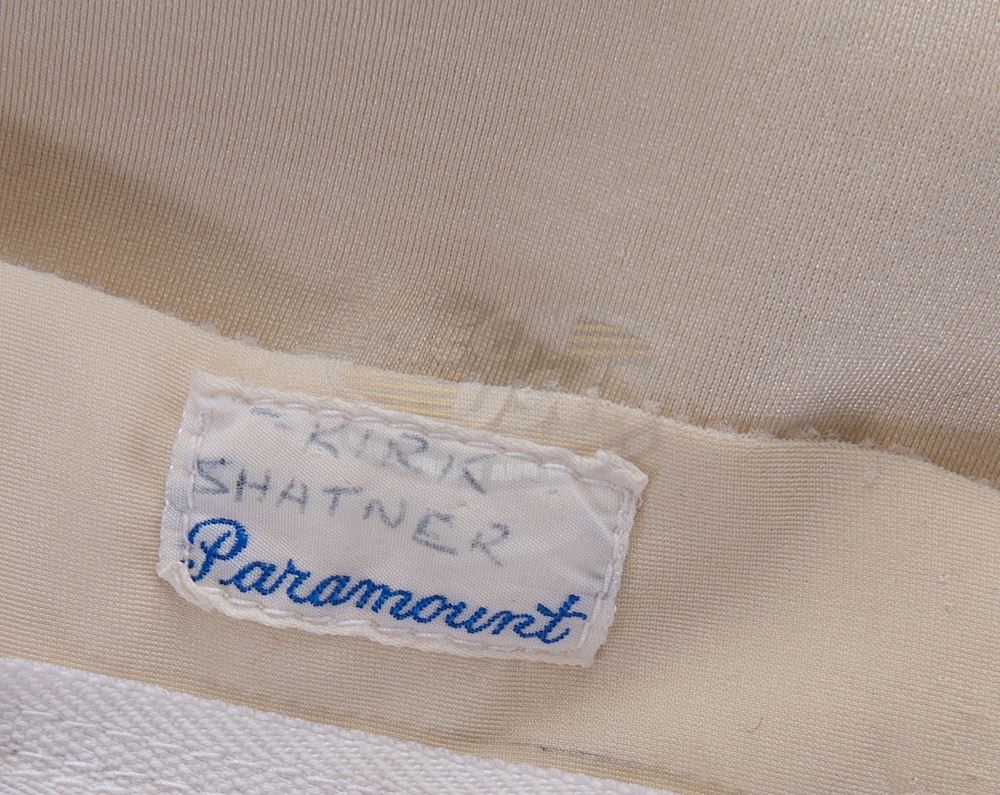 - KIRK
SHATNER
Paramount